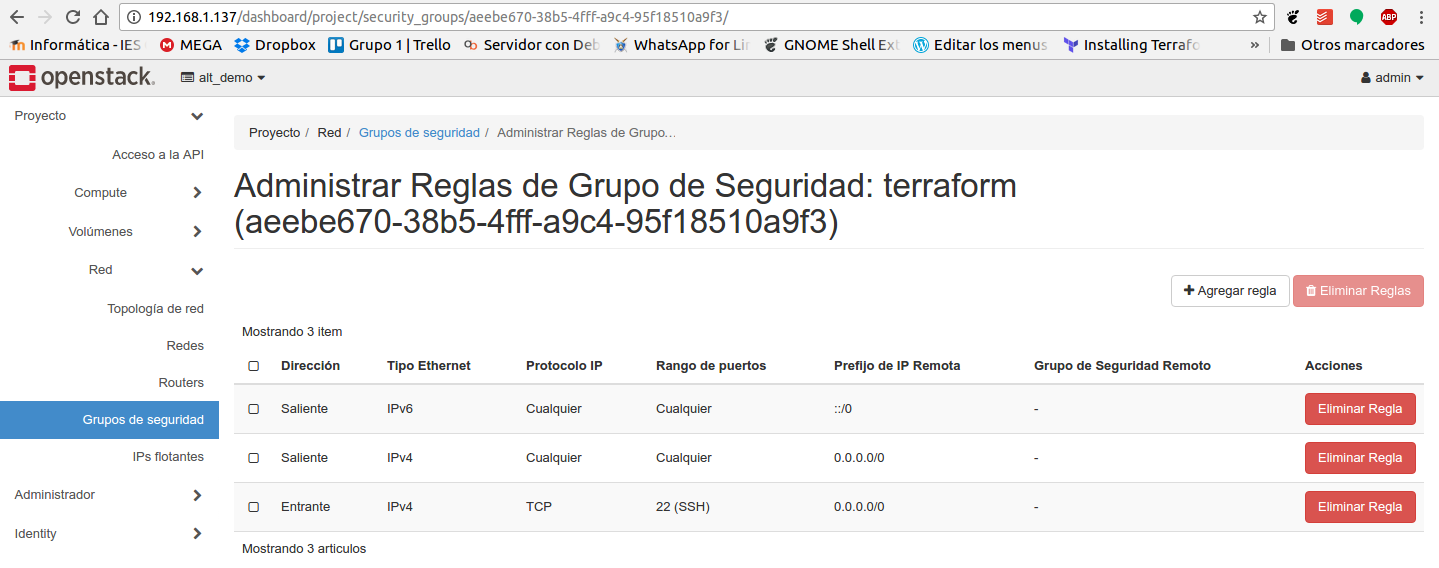 192.168.1.137/dashboard/project/security_groups/aeebe670-38b5-4fff-a9c4-95f18510a9f3/
ABP
Informática - IES MEGA Dropbox Grupo 1 | Trello Servidor con Deb WhatsApp for Lin GNOME Shell Ext Editar los menus Installing Terrafo » Otros marcadores
openstack. alt_demo admin
Proyecto
Acceso a la API
Compute
Volúmenes
Red
Topología de red
Redes
Routers
Grupos de seguridad
IPs flotantes
Administrador
Identity
Proyecto / Red / Grupos de seguridad / Administrar Reglas de Grupo...
Administrar Reglas de Grupo de Seguridad: terraform
(aeebe670-38b5-4fff-a9c4-95f18510a9f3)
+ Agregar regla Eliminar Reglas
Mostrando 3 item
Dirección Tipo Ethernet Protocolo IP Rango de puertos Prefijo de IP Remota Grupo de Seguridad Remoto Acciones
Saliente IPv6 Cualquier Cualquier ::/0 - Eliminar Regla
Saliente IPv4 Cualquier Cualquier 0.0.0.0/0 - Eliminar Regla
Entrante IPv4 TCP 22 (SSH) 0.0.0.0/0 - Eliminar Regla
Mostrando 3 articulos